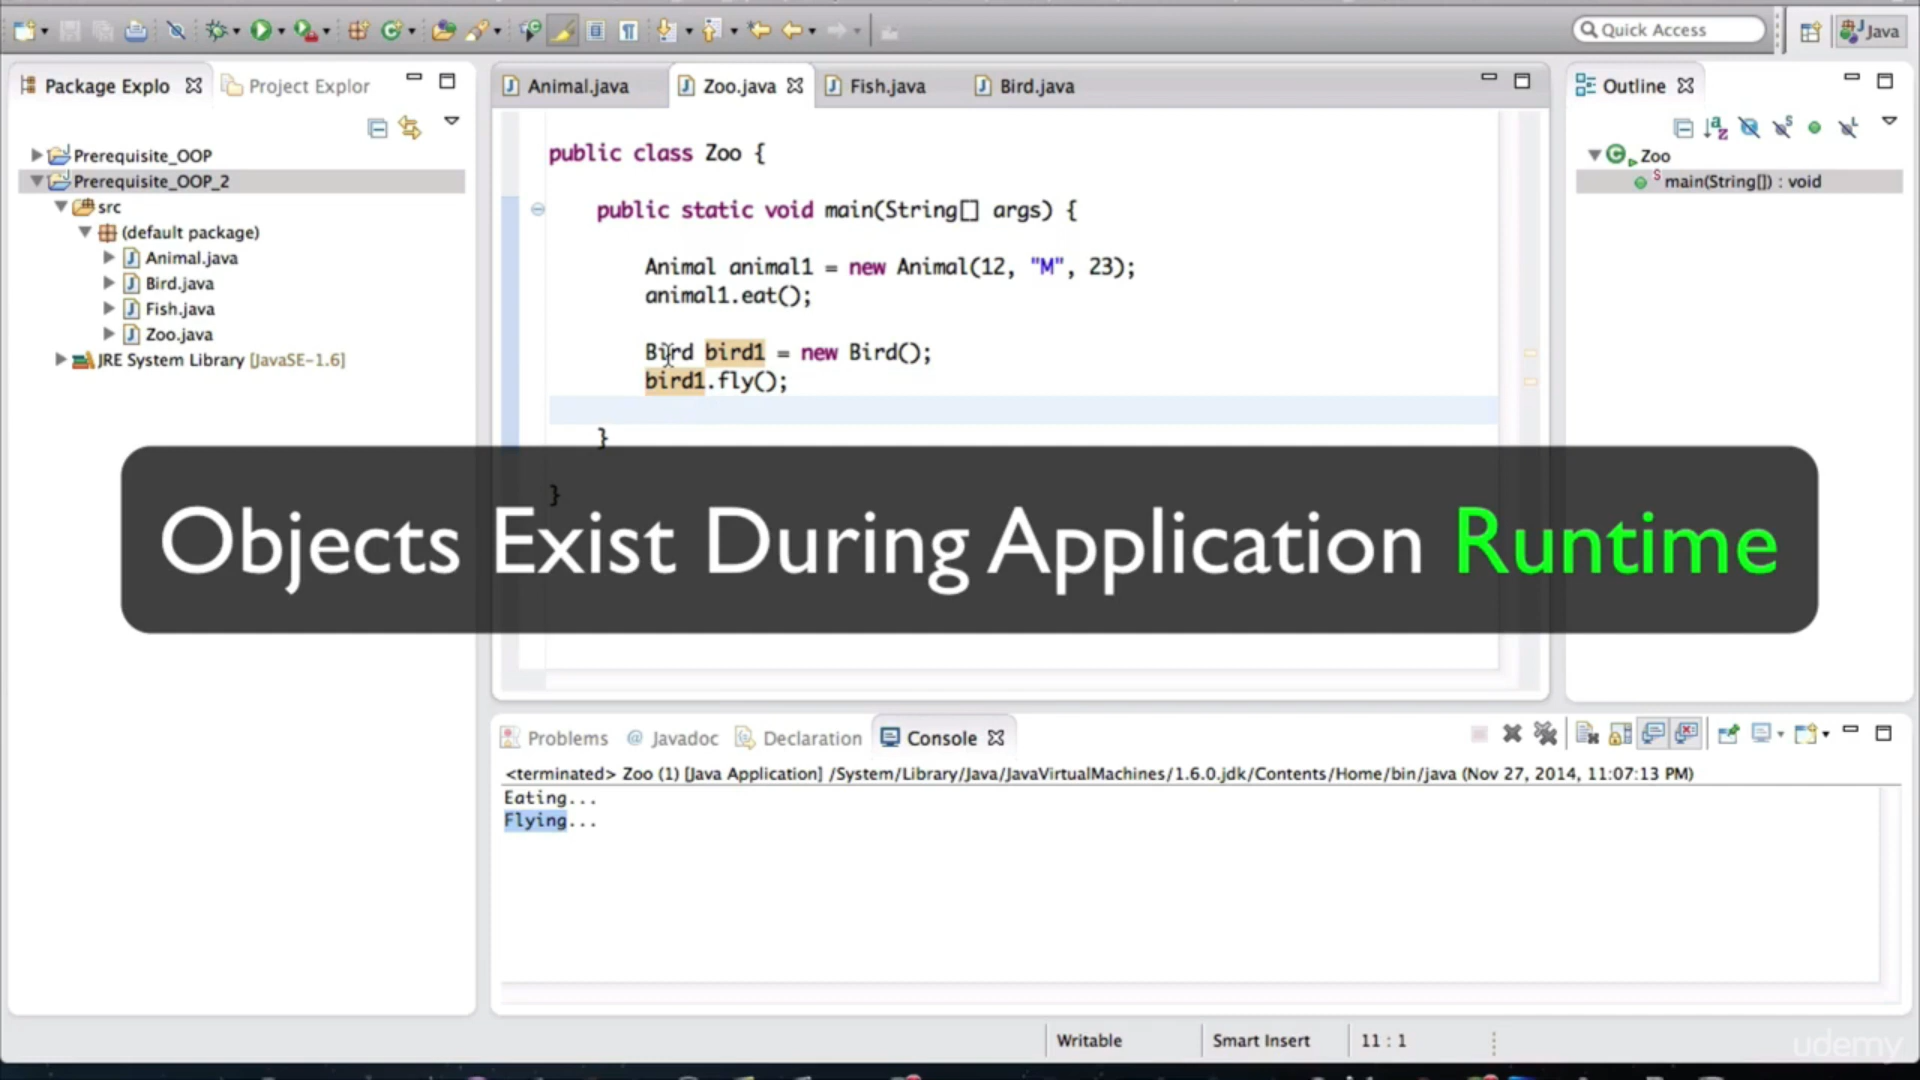 Quick Access
Java
Package Explo
Project Explor
Prerequisite_OOP
Prerequisite_OOP_2
src
(default package)
Animal.java
Bird.java
Fish.java
Zoo.java
JRE System Library [JavaSE-1.6]
Animal.java
Zoo.java
Fish.java
Bird.java
public class Zoo {
public static void main(String[] args) {
Animal animal1 = new Animal(12, "M", 23);
animal1.eat();
Bird bird1 = new Bird();
bird1.fly();
}
}
Objects Exist During Application Runtime
Outline
Zoo
main(String[]) : void
Problems
@ Javadoc
Declaration
Console
<terminated> Zoo (1) [Java Application] /System/Library/Java/JavaVirtualMachines/1.6.0.jdk/Contents/Home/bin/java (Nov 27, 2014, 11:07:13 PM)
Eating...
Flying...
Writable
Smart Insert
11 : 1
udemy